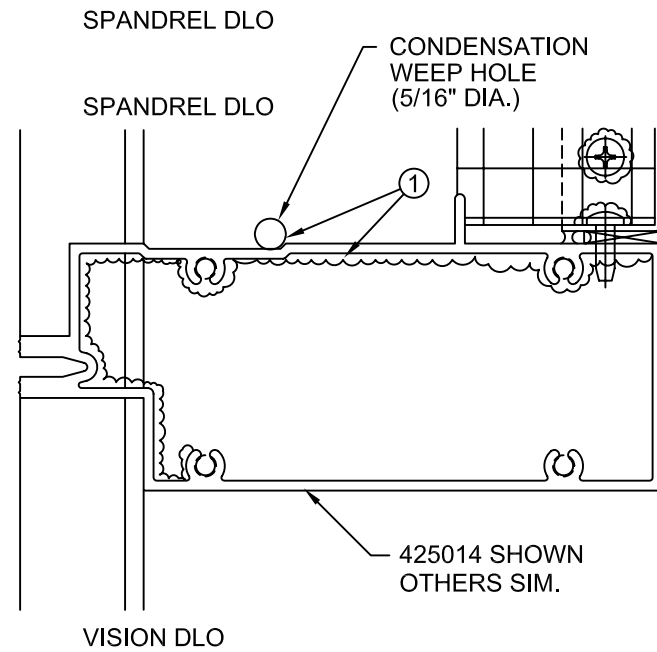 SPANDREL DLO
CONDENSATION
WEEP HOLE
(5/16" DIA.)
SPANDREL DLO
1
425014 SHOWN
OTHERS SIM.
VISION DLO